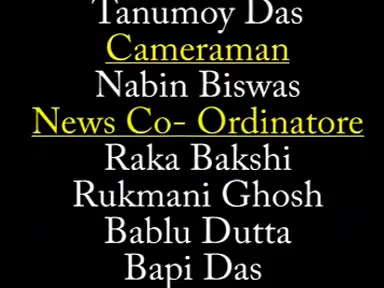 Tanumoy Das
Cameraman
Nabin Biswas
News Co- Ordinatore
Raka Bakshi
Rukmani Ghosh
Bablu Dutta
Bapi Das